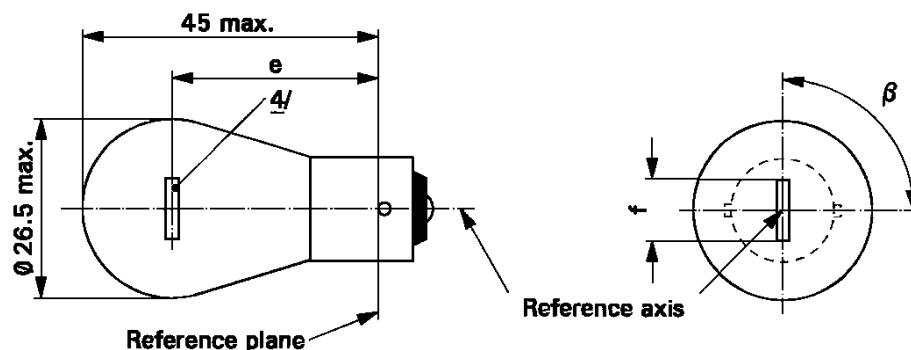 45 max.
e
4/
β
Ø 26.5 max.
f
Reference axis
Reference plane